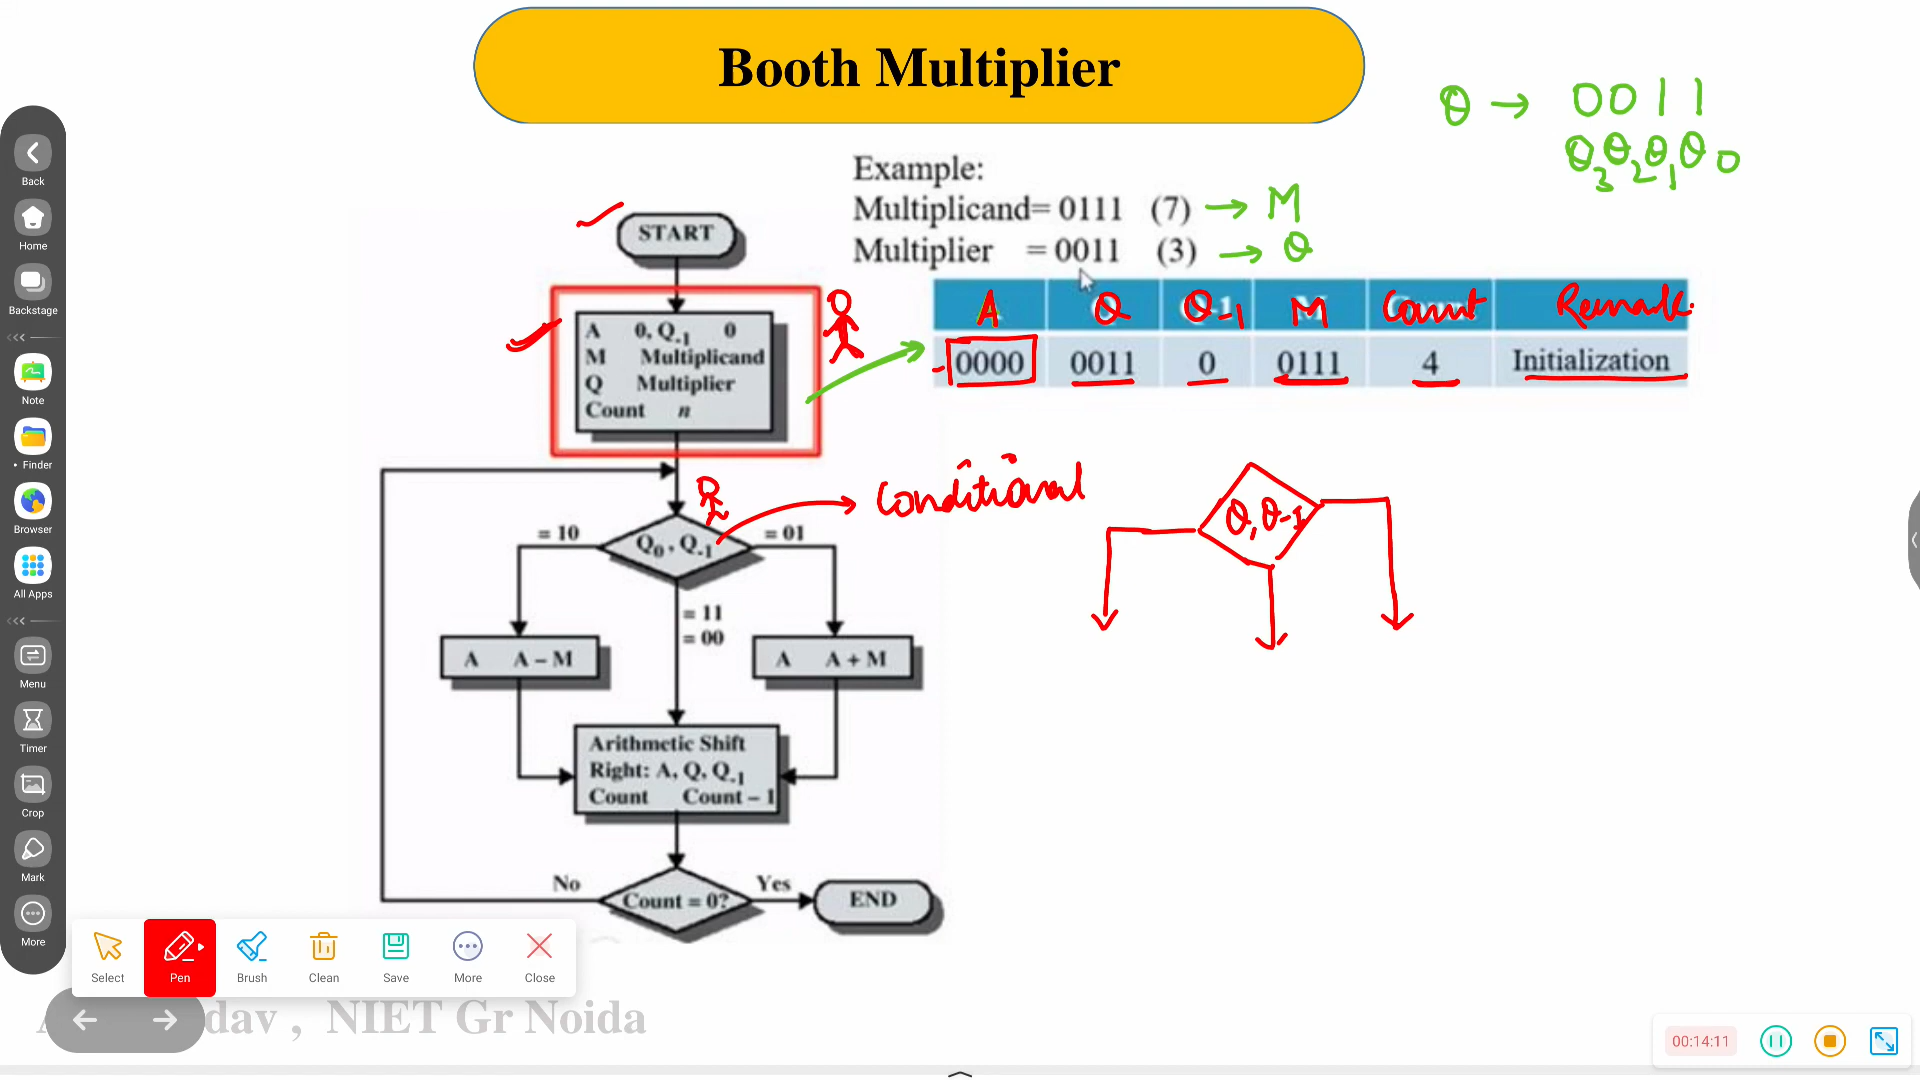 Booth Multiplier
Q → 0011
Q3 Q2 Q1 Q0
Example:
Multiplicand= 0111 (7) → M
Multiplier = 0011 (3) → Q
A Q Q-1 M Count Remark.
0000 0011 0 0111 4 Initialization
START
A 0, Q-1 0
M Multiplicand
Q Multiplier
Count n
Conditional
Q, Q-1
= 10
Q0, Q-1
= 01
= 11
= 00
A A – M
A A + M
Arithmetic Shift
Right: A, Q, Q-1
Count Count – 1
No
Count = 0?
Yes
END
Back
Home
Backstage
Note
• Finder
Browser
All Apps
Menu
Timer
Crop
Mark
More
Select
Pen
Brush
Clean
Save
More
Close
dav , NIET Gr Noida
00:14:11